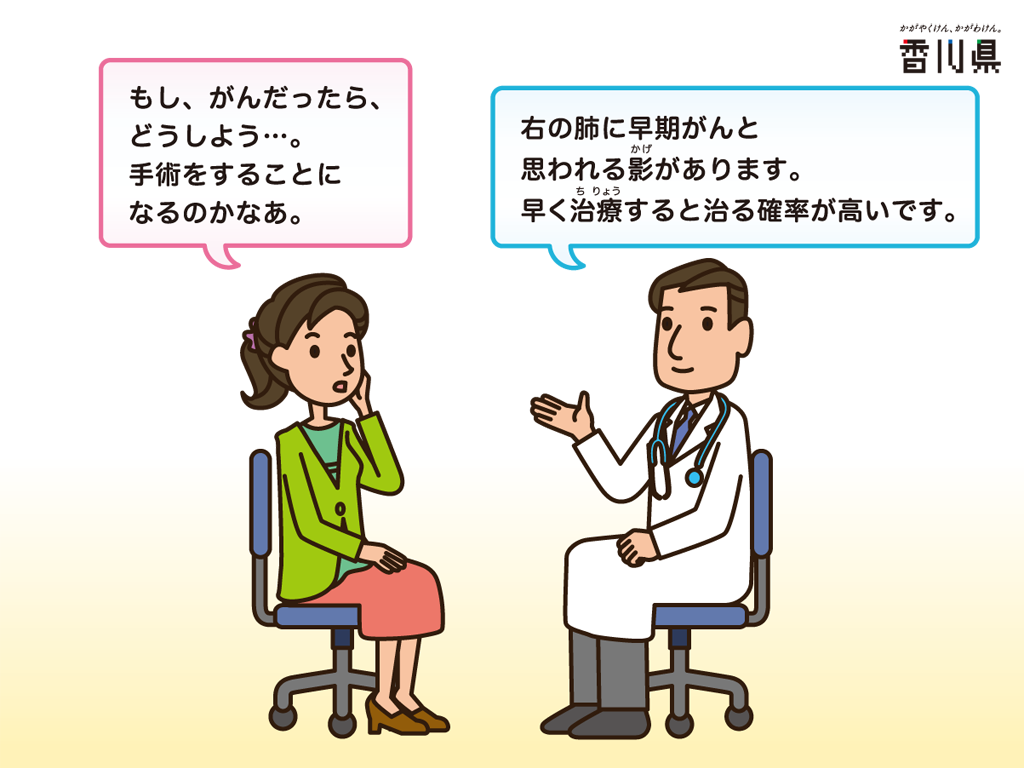 かがやくけん、かがわけん。
香川県
もし、がんだったら、
どうしよう…。
手術をすることに
なるのかなあ。
右の肺に早期がんと
かげ
思われる影があります。
ち りょう
早く治療すると治る確率が高いです。